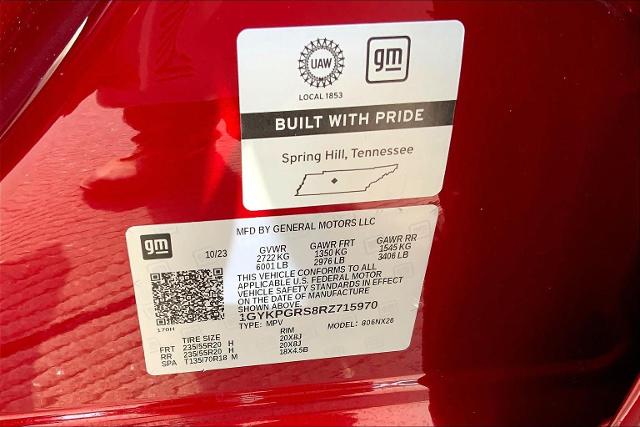 UAW
gm
LOCAL 1853
BUILT WITH PRIDE
Spring Hill, Tennessee
MFD BY GENERAL MOTORS LLC
gm
10/23 GVWR GAWR FRT GAWR RR
2722 KG 1350 KG 1545 KG
6001 LB 2976 LB 3406 LB
THIS VEHICLE CONFORMS TO ALL
APPLICABLE U.S. FEDERAL MOTOR
VEHICLE SAFETY STANDARDS IN EFFECT
ON THE DATE OF MANUFACTURE
SHOWN ABOVE.
1GYKPGRS8RZ715970
170H
TYPE: MPV MODEL: 6NX26
TIRE SIZE RIM
FRT 235/55R20 H 20X8J
RR 235/55R20 H 20X8J
SPA T135/70R18 M 18X4.5B